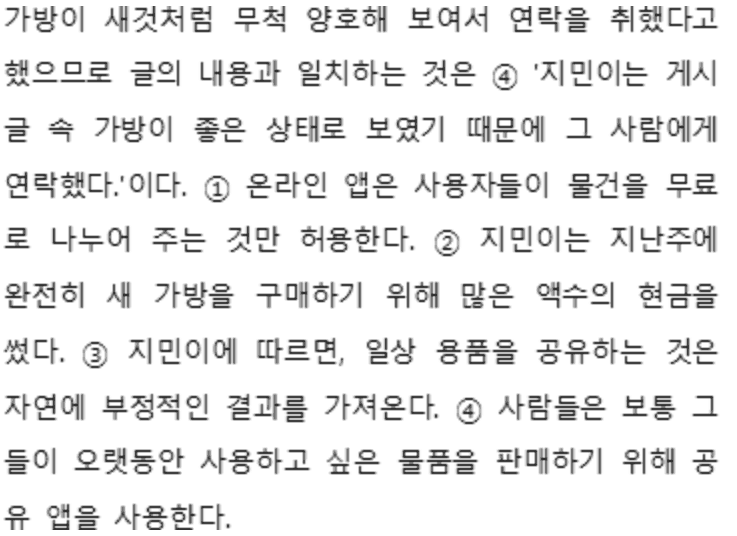 가방이 새것처럼 무척 양호해 보여서 연락을 취했다고
했으므로 글의 내용과 일치하는 것은 ④ '지민이는 게시
글 속 가방이 좋은 상태로 보였기 때문에 그 사람에게
연락했다.'이다. ① 온라인 앱은 사용자들이 물건을 무료
로 나누어 주는 것만 허용한다. ② 지민이는 지난주에
완전히 새 가방을 구매하기 위해 많은 액수의 현금을
썼다. ③ 지민이에 따르면, 일상 용품을 공유하는 것은
자연에 부정적인 결과를 가져온다. ④ 사람들은 보통 그
들이 오랫동안 사용하고 싶은 물품을 판매하기 위해 공
유 앱을 사용한다.